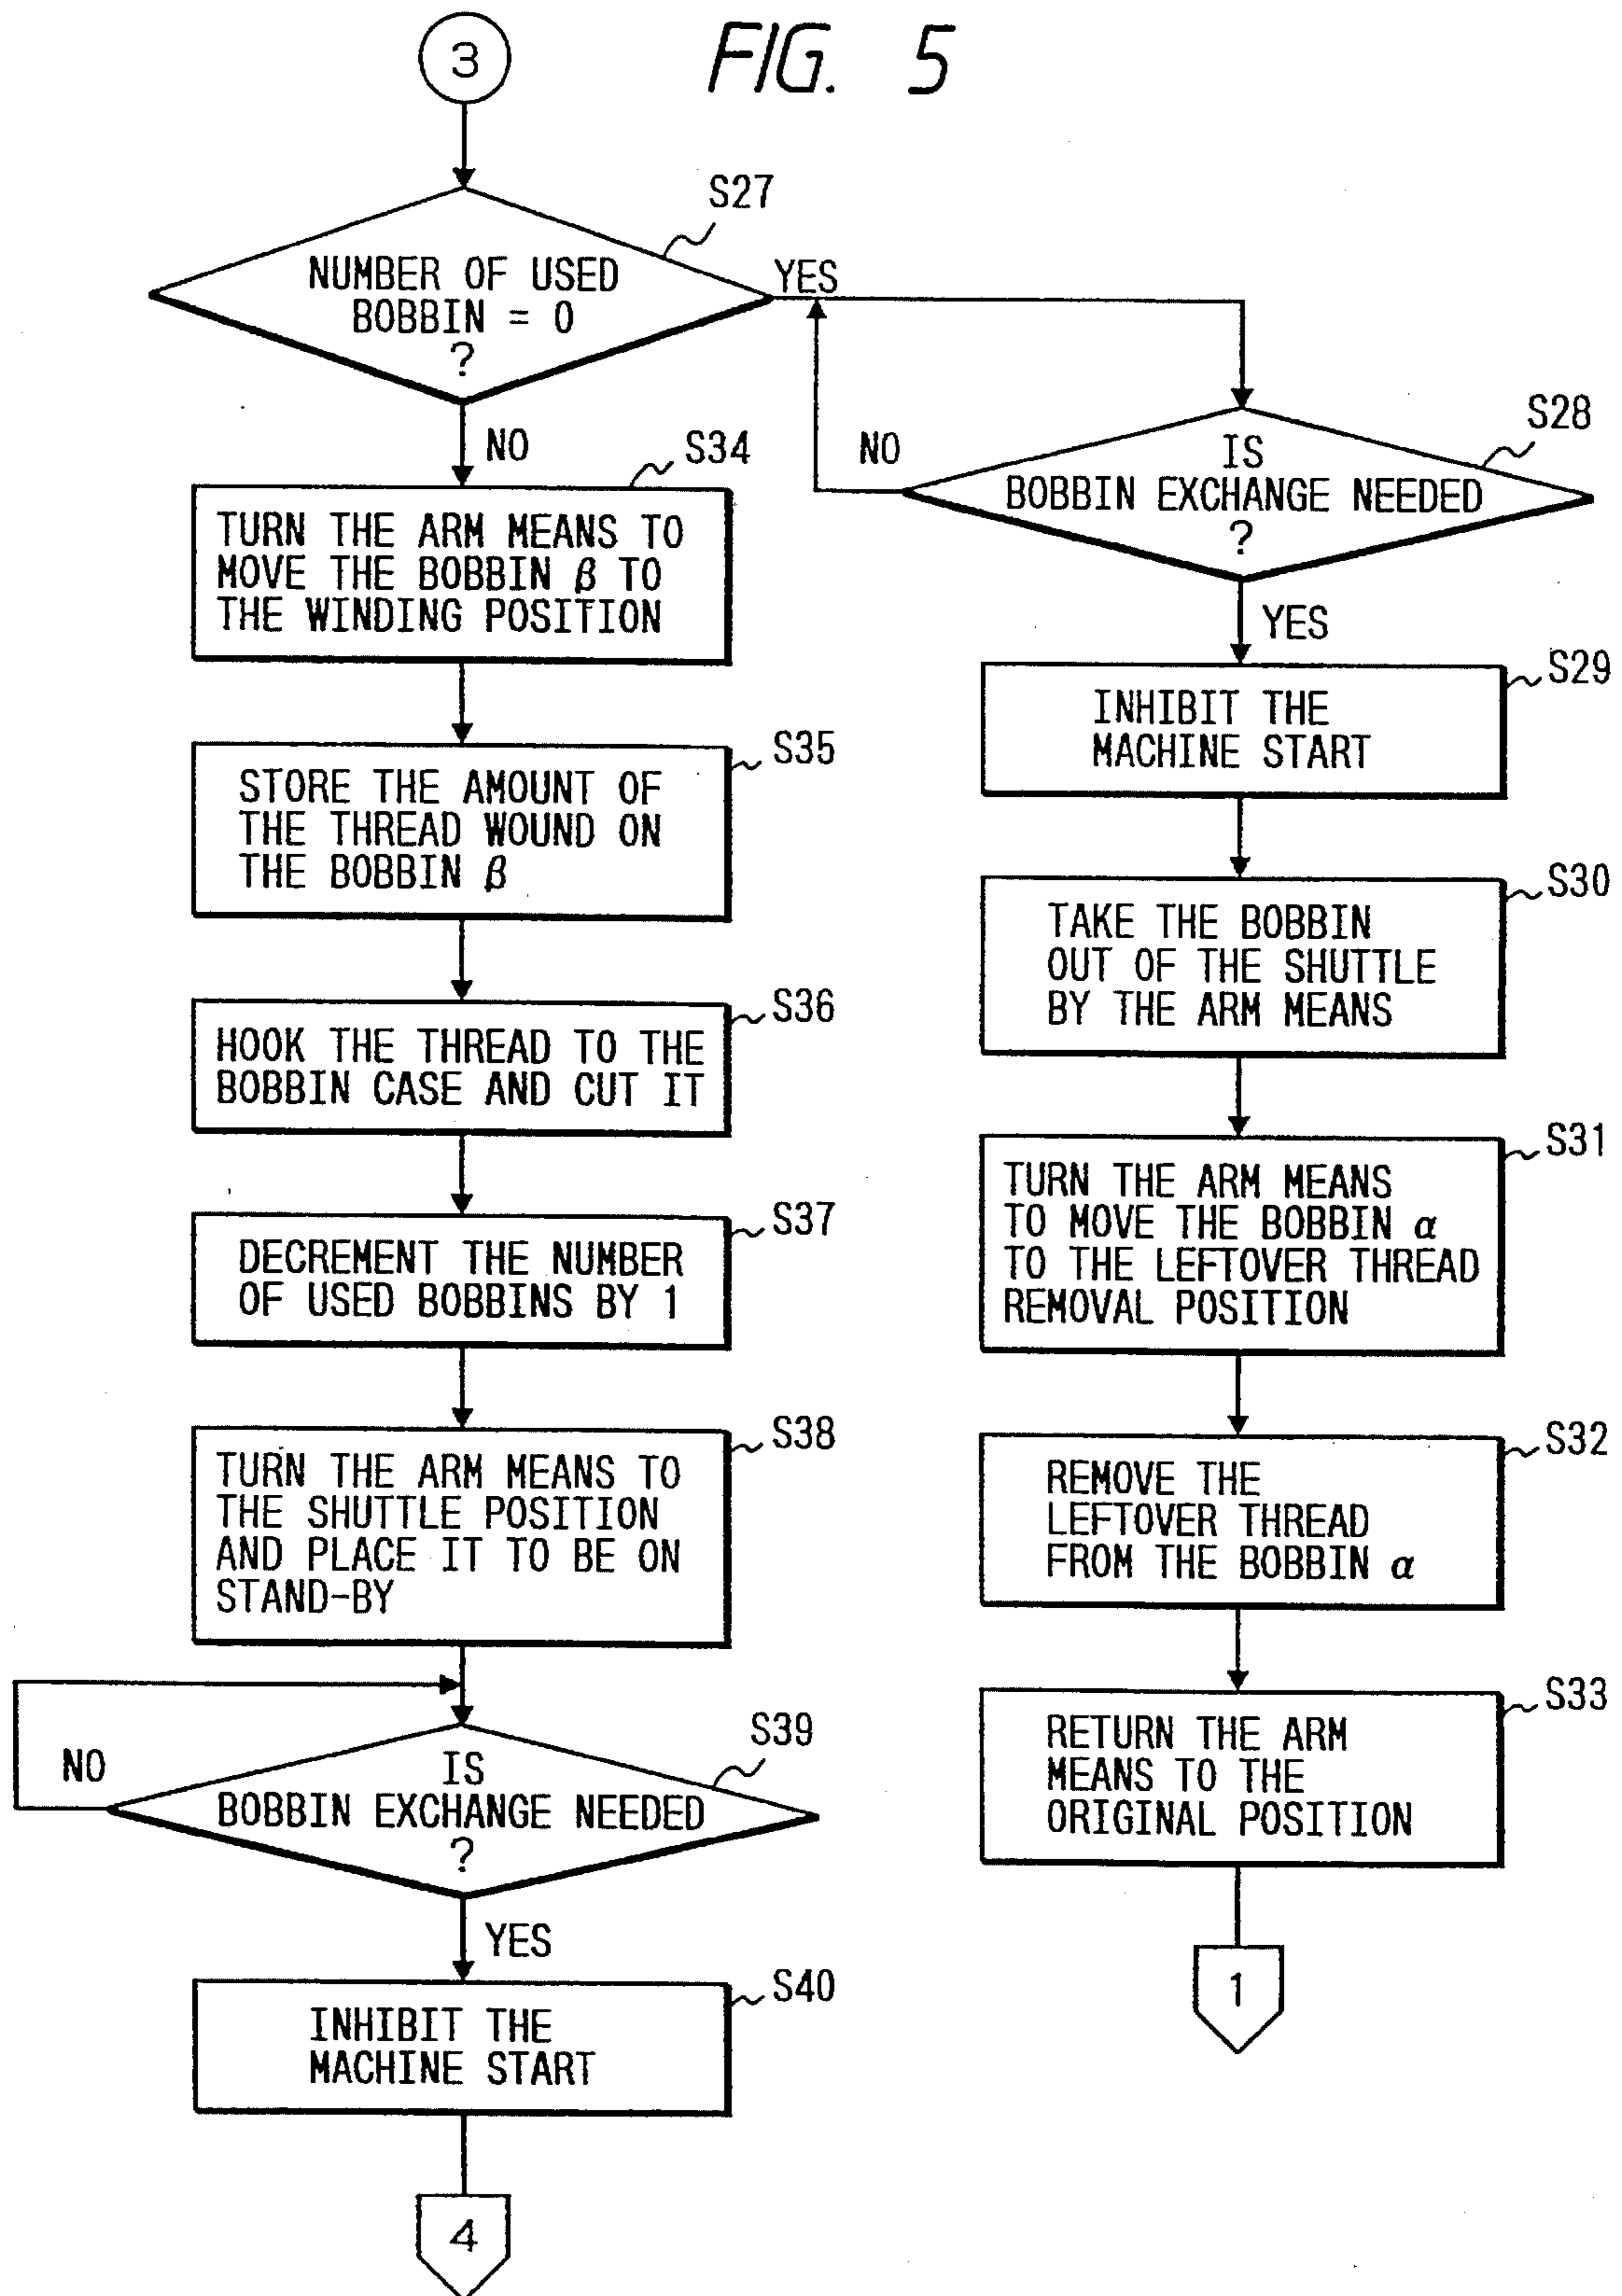 FIG. 5
3
S27
NUMBER OF USED
BOBBIN = 0
?
YES
NO
S28
IS
BOBBIN EXCHANGE NEEDED
?
NO
YES
S29
INHIBIT THE
MACHINE START
S30
TAKE THE BOBBIN
OUT OF THE SHUTTLE
BY THE ARM MEANS
S31
TURN THE ARM MEANS
TO MOVE THE BOBBIN α
TO THE LEFTOVER THREAD
REMOVAL POSITION
S32
REMOVE THE
LEFTOVER THREAD
FROM THE BOBBIN α
S33
RETURN THE ARM
MEANS TO THE
ORIGINAL POSITION
1
S34
TURN THE ARM MEANS TO
MOVE THE BOBBIN β TO
THE WINDING POSITION
S35
STORE THE AMOUNT OF
THE THREAD WOUND ON
THE BOBBIN β
S36
HOOK THE THREAD TO THE
BOBBIN CASE AND CUT IT
S37
DECREMENT THE NUMBER
OF USED BOBBINS BY 1
S38
TURN THE ARM MEANS TO
THE SHUTTLE POSITION
AND PLACE IT TO BE ON
STAND-BY
S39
IS
BOBBIN EXCHANGE NEEDED
?
NO
YES
S40
INHIBIT THE
MACHINE START
4